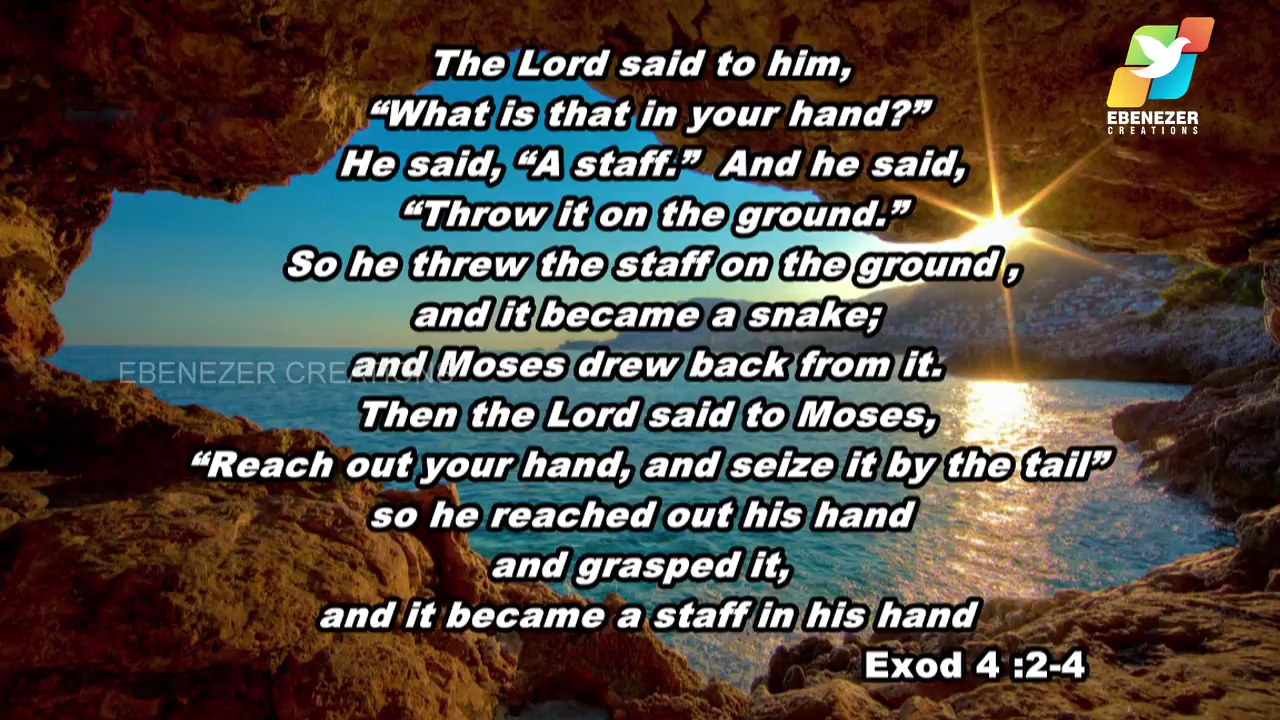 The Lord said to him,
“What is that in your hand?”
He said, “A staff.” And he said,
“Throw it on the ground.”
So he threw the staff on the ground ,
and it became a snake;
and Moses drew back from it.
Then the Lord said to Moses,
“Reach out your hand, and seize it by the tail”
so he reached out his hand
and grasped it,
and it became a staff in his hand
Exod 4 :2-4
EBENEZER
CREATIONS
EBENEZER CREATIONS